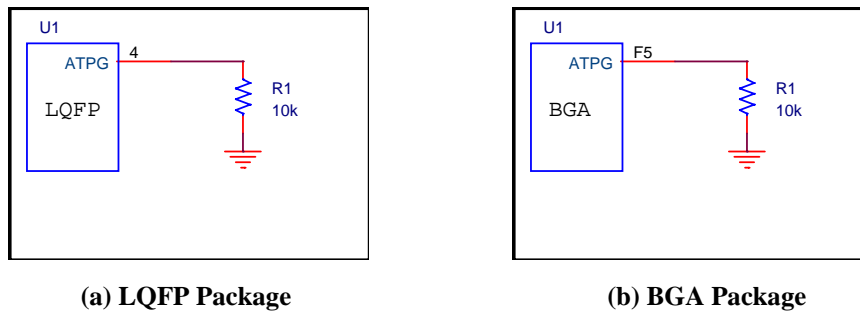 U1
ATPG
4
LQFP
R1
10k
(a) LQFP Package
U1
ATPG
F5
BGA
R1
10k
(b) BGA Package